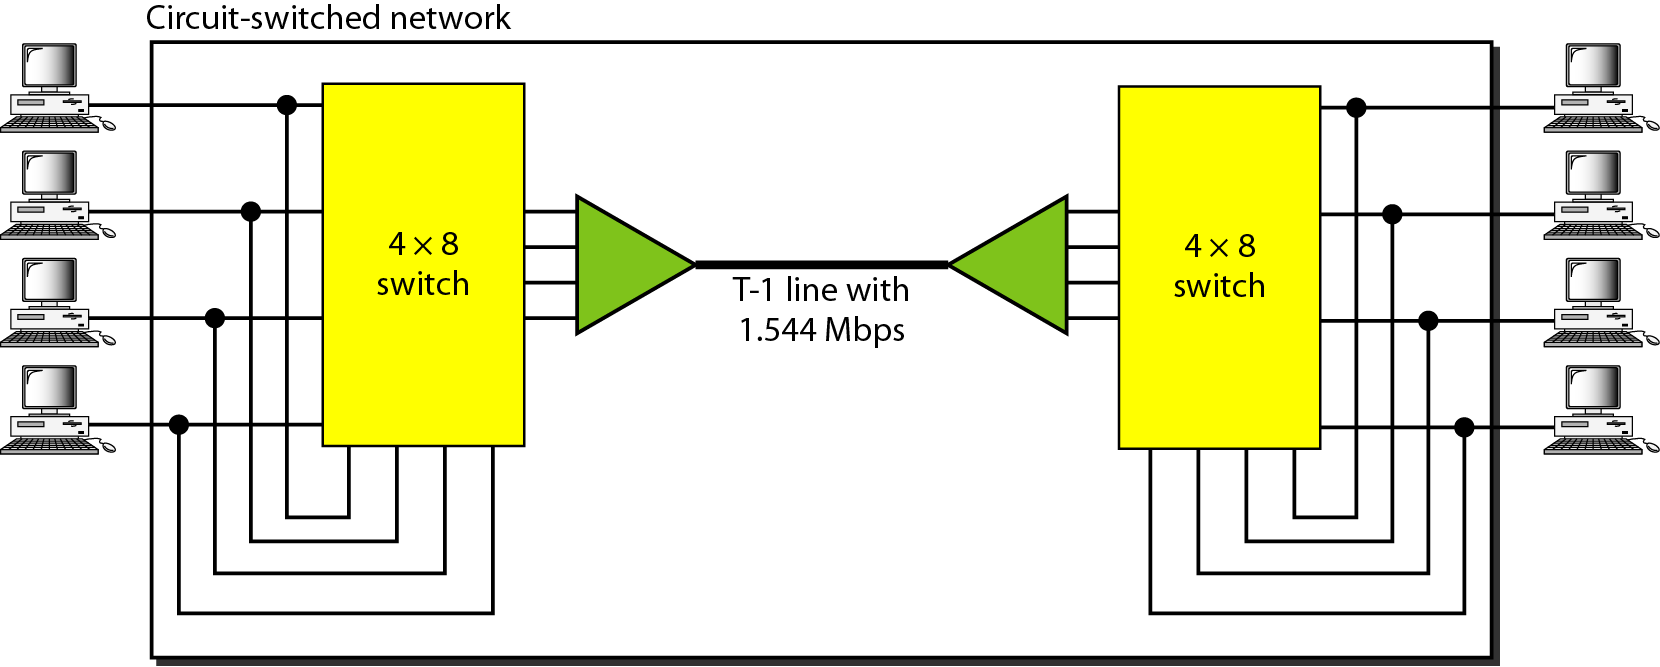 Circuit-switched network
4 × 8
switch
T-1 line with
1.544 Mbps
4 × 8
switch